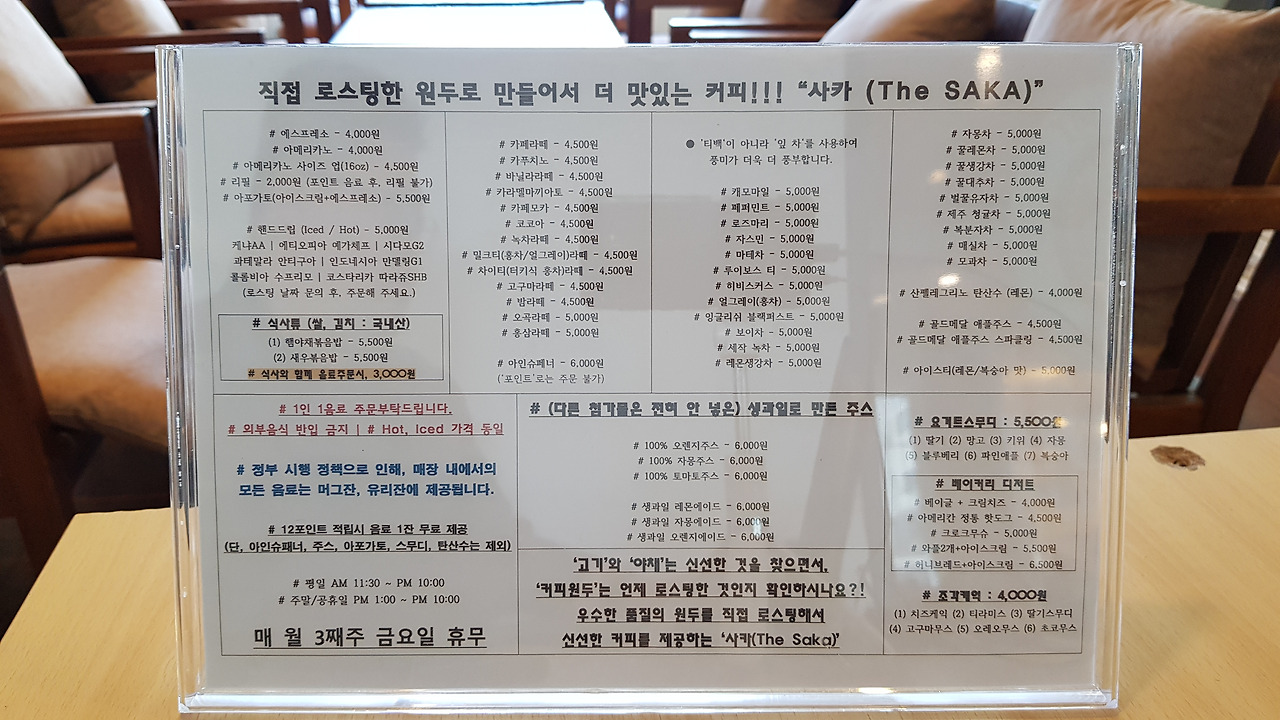 직접 로스팅한 원두로 만들어서 더 맛있는 커피!!! “사카 (The SAKA)”
# 에스프레소 - 4,000원
# 아메리카노 - 4,000원
# 아메리카노 사이즈 업(16oz) - 4,500원
# 리필 - 2,000원 (포인트 음료 후, 리필 불가)
# 아포가토(아이스크림+에스프레소) - 5,500원
# 핸드드립 (Iced / Hot) - 5,000원
케냐AA | 에티오피아 예가체프 | 시다모G2
과테말라 안티구아 | 인도네시아 만델링G1
콜롬비아 수프리모 | 코스타리카 따라쥬SHB
(로스팅 날짜 문의 후, 주문해 주세요.)
# 식사류 (쌀, 김치 : 국내산)
(1) 햄야채볶음밥 - 5,500원
(2) 새우볶음밥 - 5,500원
# 식사와 함께 음료주문시, 3,000원
# 카페라떼 - 4,500원
# 카푸치노 - 4,500원
# 바닐라라떼 - 4,500원
# 카라멜마끼아토 - 4,500원
# 카페모카 - 4,500원
# 코코아 - 4,500원
# 녹차라떼 - 4,500원
# 밀크티(홍차/얼그레이)라떼 - 4,500원
# 차이티(터키식 홍차)라떼 - 4,500원
# 고구마라떼 - 4,500원
# 밤라떼 - 4,500원
# 오곡라떼 - 5,000원
# 홍삼라떼 - 5,000원
# 아인슈페너 - 6,000원
(‘포인트’로는 주문 불가)
● ‘티백’이 아니라 ‘잎 차’를 사용하여
풍미가 더욱 더 풍부합니다.
# 캐모마일 - 5,000원
# 페퍼민트 - 5,000원
# 로즈마리 - 5,000원
# 자스민 - 5,000원
# 마테차 - 5,000원
# 루이보스 티 - 5,000원
# 히비스커스 - 5,000원
# 얼그레이(홍차) - 5,000원
# 잉글리쉬 블랙퍼스트 - 5,000원
# 보이차 - 5,000원
# 세작 녹차 - 5,000원
# 레몬생강차 - 5,000원
# 자몽차 - 5,000원
# 꿀레몬차 - 5,000원
# 꿀생강차 - 5,000원
# 꿀대추차 - 5,000원
# 벌꿀유자차 - 5,000원
# 제주 청귤차 - 5,000원
# 복분자차 - 5,000원
# 매실차 - 5,000원
# 모과차 - 5,000원
# 산펠레그리노 탄산수 (레몬) - 4,000원
# 골드메달 애플주스 - 4,500원
# 골드메달 애플주스 스파클링 - 4,500원
# 아이스티(레몬/복숭아 맛) - 5,000원
# 1인 1음료 주문부탁드립니다.
# 외부음식 반입 금지 | # Hot, Iced 가격 동일
# 정부 시행 정책으로 인해, 매장 내에서의
모든 음료는 머그잔, 유리잔에 제공됩니다.
# 12포인트 적립시 음료 1잔 무료 제공
(단, 아인슈패너, 주스, 아포가토, 스무디, 탄산수는 제외)
# 평일 AM 11:30 ~ PM 10:00
# 주말/공휴일 PM 1:00 ~ PM 10:00
매 월 3째주 금요일 휴무
# (다른 첨가물은 전혀 안 넣은) 생과일로 만든 주스
# 100% 오렌지주스 - 6,000원
# 100% 자몽주스 - 6,000원
# 100% 토마토주스 - 6,000원
# 생과일 레몬에이드 - 6,000원
# 생과일 자몽에이드 - 6,000원
# 생과일 오렌지에이드 - 6,000원
‘고기’와 ‘야채’는 신선한 것을 찾으면서,
‘커피원두’는 언제 로스팅한 것인지 확인하시나요?!
우수한 품질의 원두를 직접 로스팅해서
신선한 커피를 제공하는 ‘사카(The Saka)’
# 요거트스무디 : 5,500원
(1) 딸기 (2) 망고 (3) 키위 (4) 자몽
(5) 블루베리 (6) 파인애플 (7) 복숭아
# 베이커리 디저트
# 베이글 + 크림치즈 - 4,000원
# 아메리칸 정통 핫도그 - 4,500원
# 크로크무슈 - 5,000원
# 와플2개+아이스크림 - 5,500원
# 허니브레드+아이스크림 - 6,500원
# 조각케익 : 4,000원
(1) 치즈케익 (2) 티라미스 (3) 딸기스무디
(4) 고구마무스 (5) 오레오무스 (6) 초코무스